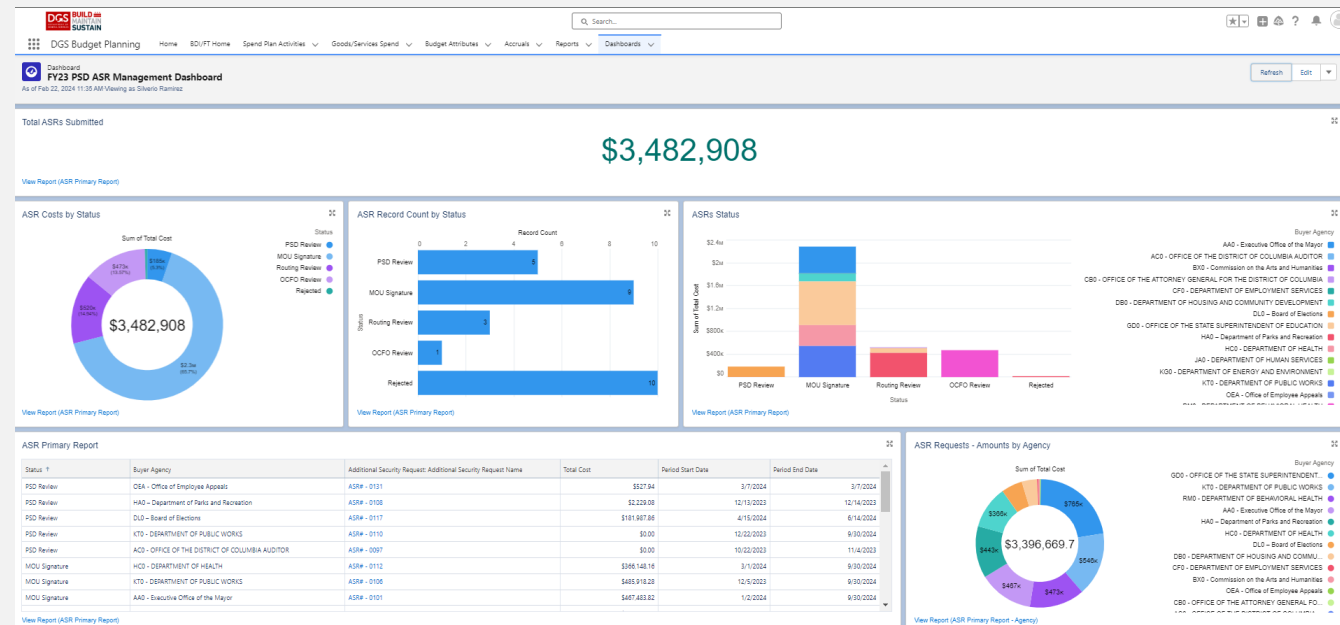 DGS BUILD
MAINTAIN
SUSTAIN
Search...
DGS Budget Planning
Home
BDI/FT Home
Spend Plan Activities
Goods/Services Spend
Budget Attributes
Accruals
Reports
Dashboards
Dashboard
FY23 PSD ASR Management Dashboard
As of Feb 22, 2024 11:35 AM·Viewing as Silverio Ramirez
Refresh
Edit
Total ASRs Submitted
$3,482,908
View Report (ASR Primary Report)
ASR Costs by Status
Sum of Total Cost
Status
PSD Review
MOU Signature
Routing Review
OCFO Review
Rejected
$473K
$2.3M
$3,482,908
View Report (ASR Primary Report)
ASR Record Count by Status
Record Count
0 2 4 6 8 10
Status
PSD Review 5
MOU Signature 9
Routing Review 3
OCFO Review 1
Rejected 10
View Report (ASR Primary Report)
ASRs Status
Sum of Total Cost
$2.4M
$2M
$1.6M
$1.2M
$800K
$400K
$0
PSD Review MOU Signature Routing Review OCFO Review Rejected
Status
Buyer Agency
AA0 - Executive Office of the Mayor
AC0 - OFFICE OF THE DISTRICT OF COLUMBIA AUDITOR
BX0 - Commission on the Arts and Humanities
CB0 - OFFICE OF THE ATTORNEY GENERAL FOR THE DISTRICT OF COLUMBIA
CF0 - DEPARTMENT OF EMPLOYMENT SERVICES
DB0 - DEPARTMENT OF HOUSING AND COMMUNITY DEVELOPMENT
DL0 – Board of Elections
GD0 - OFFICE OF THE STATE SUPERINTENDENT OF EDUCATION
HA0 – Department of Parks and Recreation
HC0 - DEPARTMENT OF HEALTH
JA0 - DEPARTMENT OF HUMAN SERVICES
KG0 - DEPARTMENT OF ENERGY AND ENVIRONMENT
KT0 - DEPARTMENT OF PUBLIC WORKS
OEA - Office of Employee Appeals
View Report (ASR Primary Report)
ASR Primary Report
Status ↑ Buyer Agency Additional Security Request: Additional Security Request Name Total Cost Period Start Date Period End Date
PSD Review OEA - Office of Employee Appeals ASR# - 0131 $527.94 3/7/2024 3/7/2024
PSD Review HA0 – Department of Parks and Recreation ASR# - 0108 $2,229.08 12/13/2023 12/14/2023
PSD Review DL0 – Board of Elections ASR# - 0117 $181,987.86 4/15/2024 6/14/2024
PSD Review KT0 - DEPARTMENT OF PUBLIC WORKS ASR# - 0110 $0.00 12/22/2023 9/30/2024
PSD Review AC0 - OFFICE OF THE DISTRICT OF COLUMBIA AUDITOR ASR# - 0097 $0.00 10/22/2023 11/4/2023
MOU Signature HC0 - DEPARTMENT OF HEALTH ASR# - 0112 $366,148.16 3/1/2024 9/30/2024
MOU Signature KT0 - DEPARTMENT OF PUBLIC WORKS ASR# - 0106 $485,918.28 12/5/2023 9/30/2024
MOU Signature AA0 - Executive Office of the Mayor ASR# - 0101 $467,483.82 1/2/2024 9/30/2024
View Report (ASR Primary Report)
ASR Requests - Amounts by Agency
Sum of Total Cost
$766K
$546K
$473K
$467K
$443K
$366K
$3,396,669.7
Buyer Agency
GD0 - OFFICE OF THE STATE SUPERINTENDENT...
KT0 - DEPARTMENT OF PUBLIC WORKS
RM0 - DEPARTMENT OF BEHAVIORAL HEALTH
AA0 - Executive Office of the Mayor
HA0 – Department of Parks and Recreation
HC0 - DEPARTMENT OF HEALTH
DL0 – Board of Elections
DB0 - DEPARTMENT OF HOUSING AND COMMU...
CF0 - DEPARTMENT OF EMPLOYMENT SERVICES
BX0 - Commission on the Arts and Humanities
OEA - Office of Employee Appeals
CB0 - OFFICE OF THE ATTORNEY GENERAL FO...
View Report (ASR Primary Report - Agency)